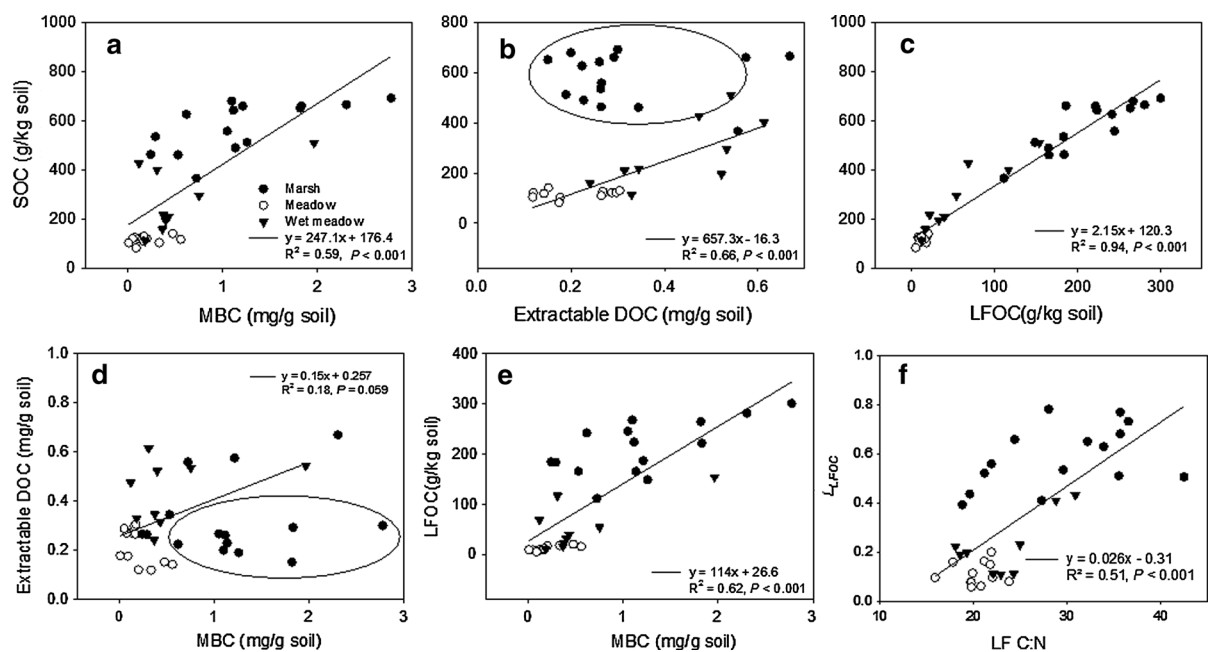 a
1000
800
600
400
200
0
SOC (g/kg soil)
Marsh
Meadow
Wet meadow
y = 247.1x + 176.4
R² = 0.59, P < 0.001
0 1 2 3
MBC (mg/g soil)
b
1000
800
600
400
200
0
y = 657.3x - 16.3
R² = 0.66, P < 0.001
0.0 0.2 0.4 0.6
Extractable DOC (mg/g soil)
c
1000
800
600
400
200
0
y = 2.15x + 120.3
R² = 0.94, P < 0.001
0 100 200 300
LFOC(g/kg soil)
d
1.0
0.8
0.6
0.4
0.2
0.0
Extractable DOC (mg/g soil)
y = 0.15x + 0.257
R² = 0.18, P = 0.059
0 1 2 3
MBC (mg/g soil)
e
400
300
200
100
0
LFOC(g/kg soil)
y = 114x + 26.6
R² = 0.62, P < 0.001
0 1 2 3
MBC (mg/g soil)
f
1.0
0.8
0.6
0.4
0.2
0.0
LLFOC
y = 0.026x - 0.31
R² = 0.51, P < 0.001
10 20 30 40
LF C:N